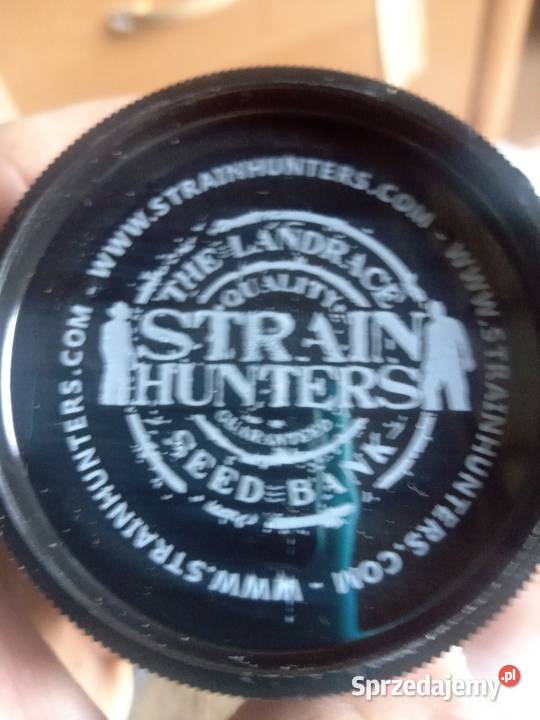 WWW.STRAINHUNTERS.COM - WWW.STRAINHUNTERS.COM - WWW.STRAINHUNTERS.COM -
THE LANDRACE
QUALITY
STRAIN
HUNTERS
GUARANTEED
SEED BANK
Sprzedajemy.pl